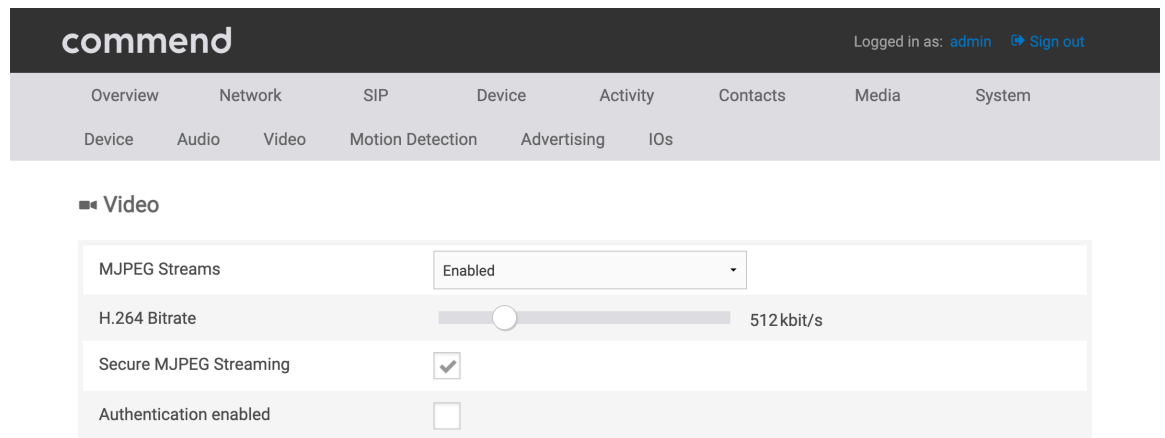 commend Logged in as: admin Sign out
Overview Network SIP Device Activity Contacts Media System
Device Audio Video Motion Detection Advertising IOs
Video
MJPEG Streams Enabled
H.264 Bitrate 512 kbit/s
Secure MJPEG Streaming
Authentication enabled